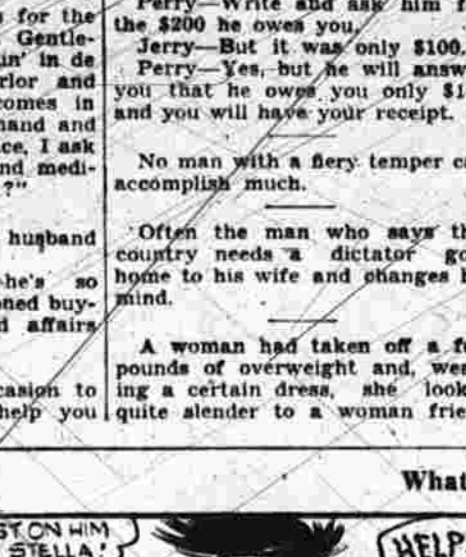 s for the
Gentle-
un' in de
rlor and
comes in
hand and
ce, I ask
nd medi-
?"
husband
he's so
oned buy-
d affairs
casion to
help you
Perry—Write and ask him f
the $200 he owes you.
Jerry—But it was only $100.
Perry—Yes, but he will answ
you that he owes you only $1
and you will have your receipt.
No man with a fiery temper c
accomplish much.
Often the man who says th
country needs a dictator go
home to his wife and changes h
mind.
A woman had taken off a fe
pounds of overweight and, wea
ing a certain dress, she look
quite slender to a woman frie
What
ST ON HIM
STELLA!
HELP